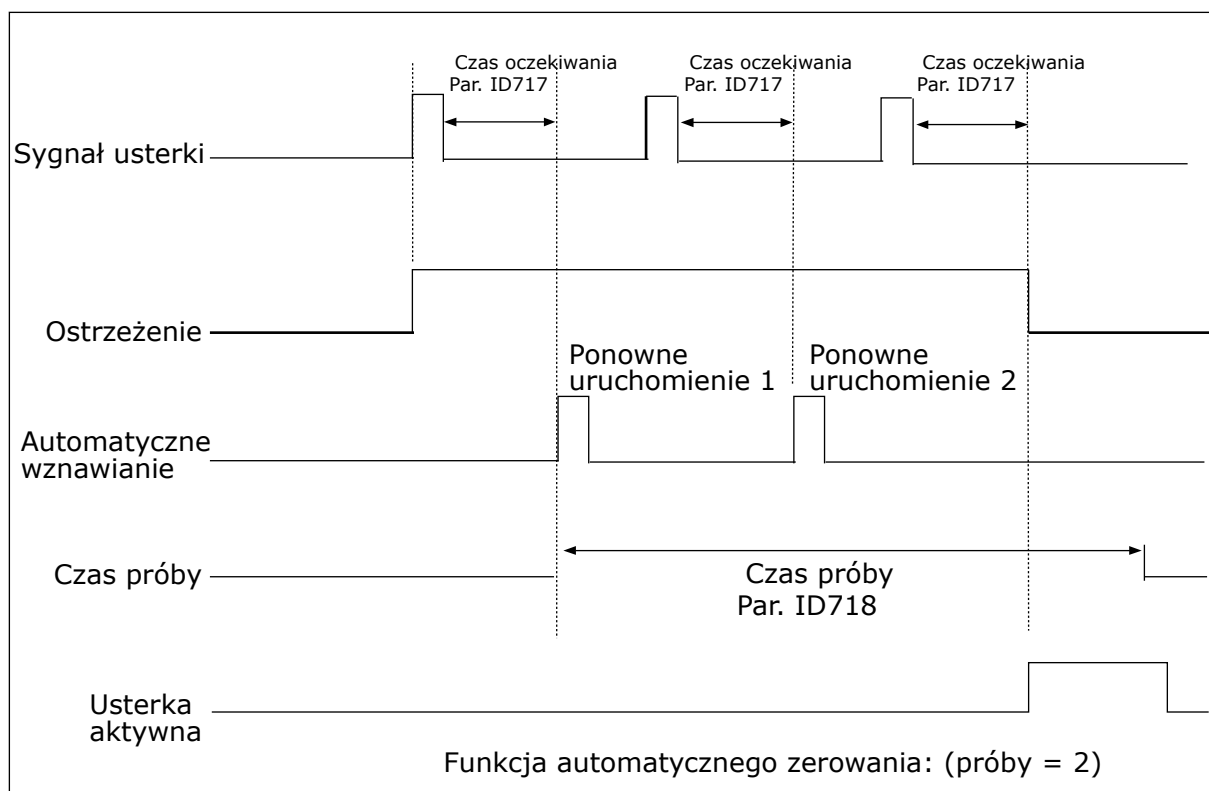 Czas oczekiwania
Par. ID717
Czas oczekiwania
Par. ID717
Czas oczekiwania
Par. ID717
Sygnał usterki
Ostrzeżenie
Ponowne
uruchomienie 1
Ponowne
uruchomienie 2
Automatyczne
wznawianie
Czas próby
Czas próby
Par. ID718
Usterka
aktywna
Funkcja automatycznego zerowania: (próby = 2)